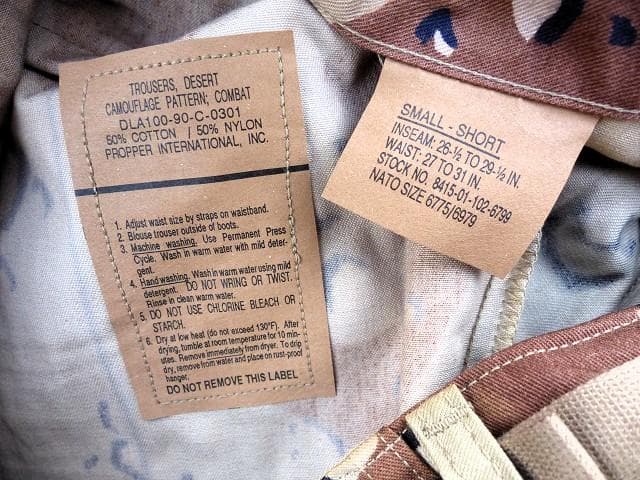 TROUSERS, DESERT
CAMOUFLAGE PATTERN; COMBAT
DLA100-90-C-0301
50% COTTON / 50% NYLON
PROPPER INTERNATIONAL, INC.
1. Adjust waist size by straps on waistband.
2. Blouse trouser outside of boots.
3. Machine washing. Use Permanent Press
Cycle. Wash in warm water with mild deter-
gent.
4. Hand washing. Wash in warm water using mild
detergent. DO NOT WRING OR TWIST.
Rinse in clean warm water.
5. DO NOT USE CHLORINE BLEACH OR
STARCH.
6. Dry at low heat (do not exceed 130°F). After
drying, tumble at room temperature for 10 min-
utes. Remove immediately from dryer. To drip
dry, remove from water and place on rust-proof
hanger.
DO NOT REMOVE THIS LABEL
SMALL - SHORT
INSEAM: 26-½ TO 29-½ IN.
WAIST: 27 TO 31 IN.
STOCK NO. 8415-01-102-6799
NATO SIZE 6775/6979